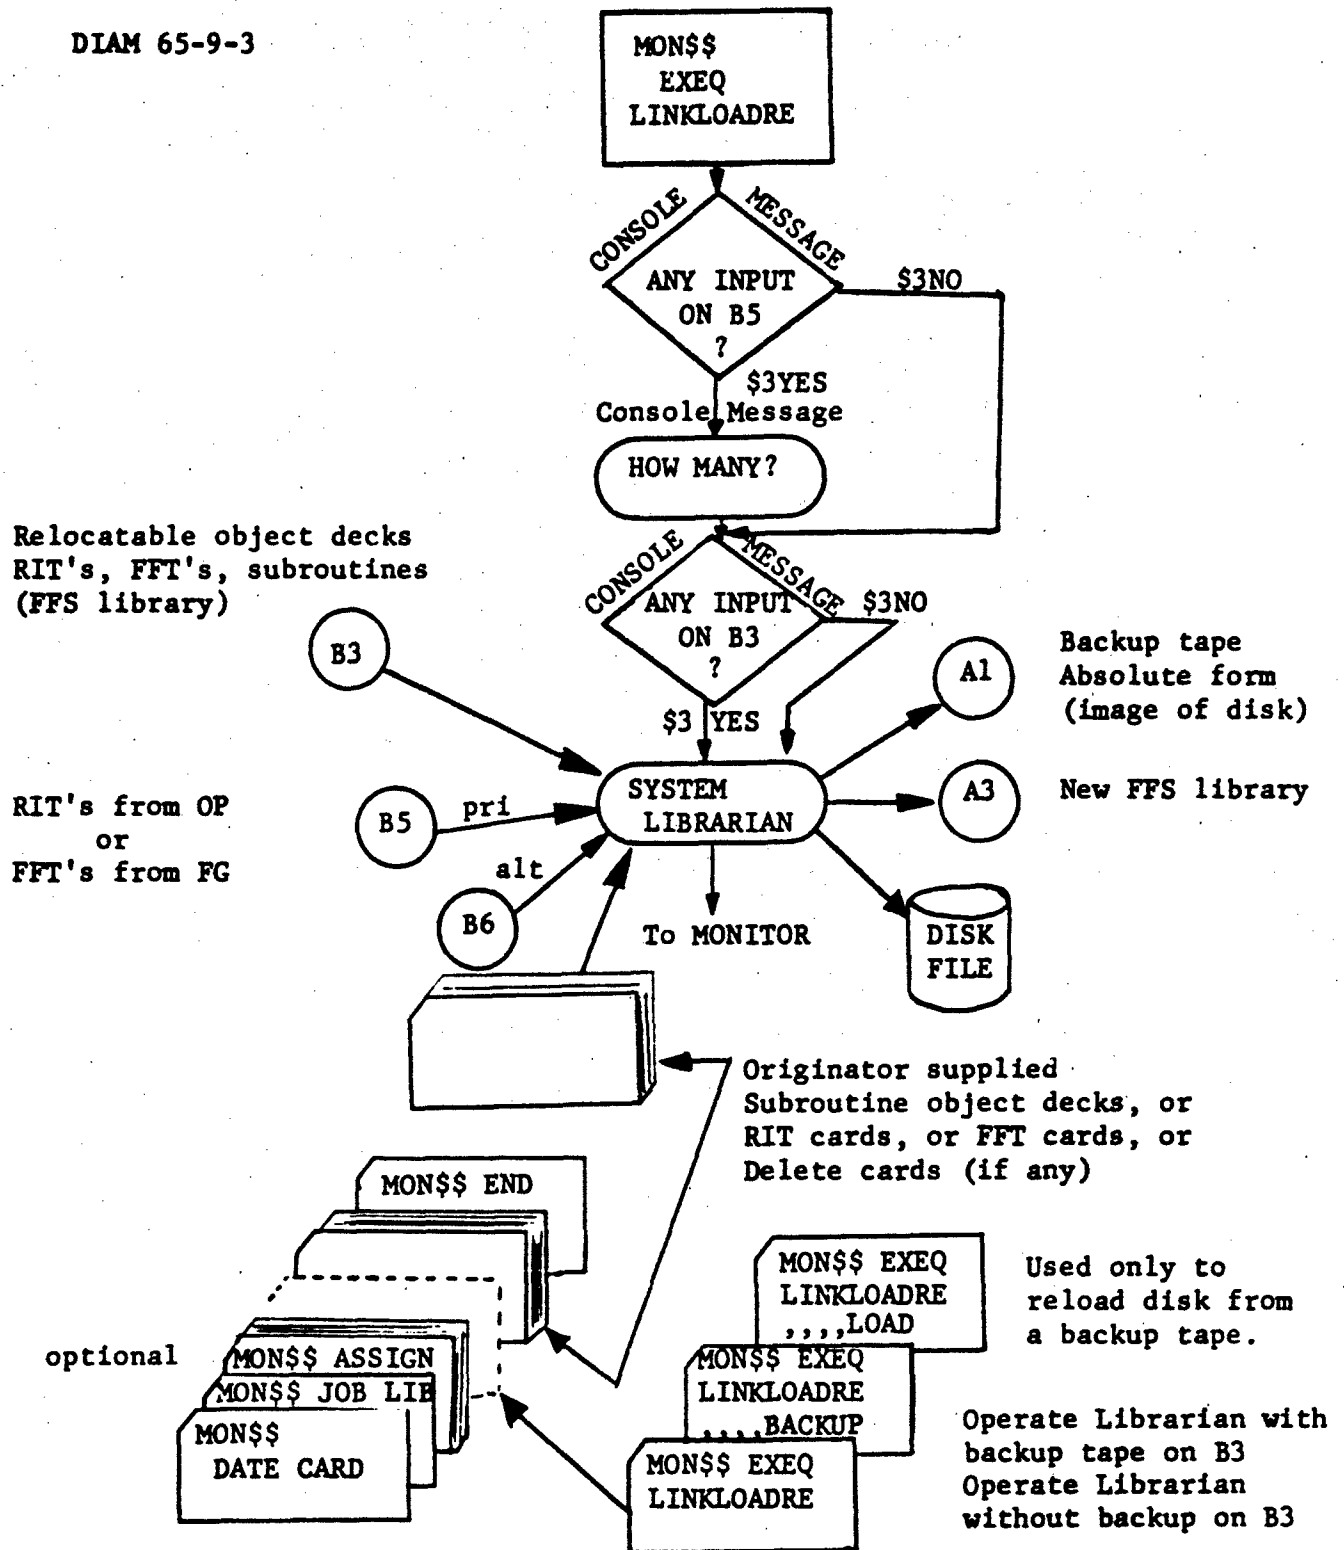 DIAM 65-9-3
MON$$
EXEQ
LINKLOADRE
CONSOLE MESSAGE
ANY INPUT
ON B5
?
$3NO
$3YES
Console Message
HOW MANY?
Relocatable object decks
RIT's, FFT's, subroutines
(FFS library)
CONSOLE MESSAGE
ANY INPUT
ON B3
?
$3NO
$3 YES
B3
A1
Backup tape
Absolute form
(image of disk)
SYSTEM
LIBRARIAN
A3
New FFS library
RIT's from OP
or
FFT's from FG
B5
pri
alt
B6
To MONITOR
DISK
FILE
Originator supplied
Subroutine object decks, or
RIT cards, or FFT cards, or
Delete cards (if any)
MON$$ END
optional
MON$$ ASSIGN
MON$$ JOB LIB
MON$$
DATE CARD
MON$$ EXEQ
LINKLOADRE
,,,,LOAD
Used only to
reload disk from
a backup tape.
MON$$ EXEQ
LINKLOADRE
,,,,BACKUP
MON$$ EXEQ
LINKLOADRE
Operate Librarian with
backup tape on B3
Operate Librarian
without backup on B3